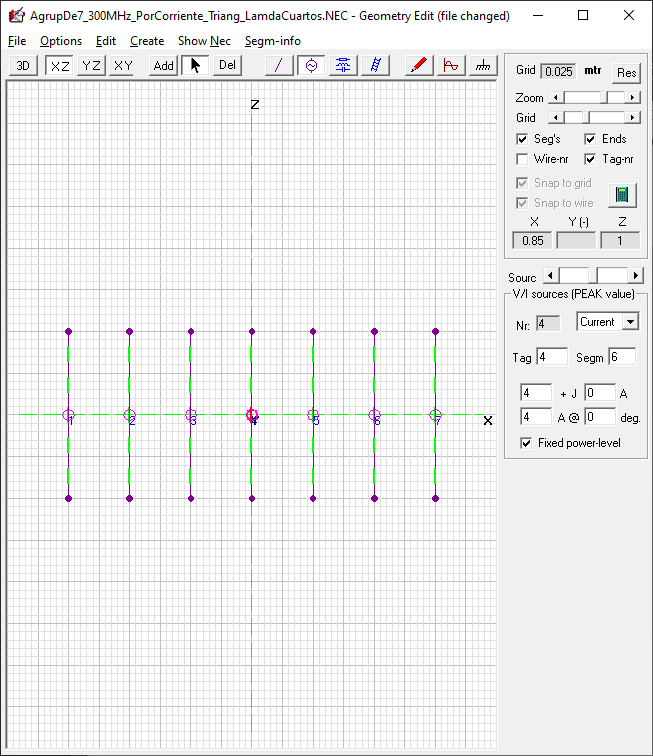 AgrupDe7_300MHz_PorCorriente_Triang_LamdaCuartos.NEC - Geometry Edit (file changed)
File Options Edit Create Show Nec Segm-info
3D XZ YZ XY Add Del
Grid 0.025 mtr Res
Zoom
Grid
Seg's Ends
Wire-nr Tag-nr
Snap to grid
Snap to wire
X Y (-) Z
0.85 1
Sourc
V/I sources (PEAK value)
Nr: 4 Current
Tag 4 Segm 6
4 + J 0 A
4 A @ 0 deg.
Fixed power-level
Z
1 2 3 4 5 6 7 X